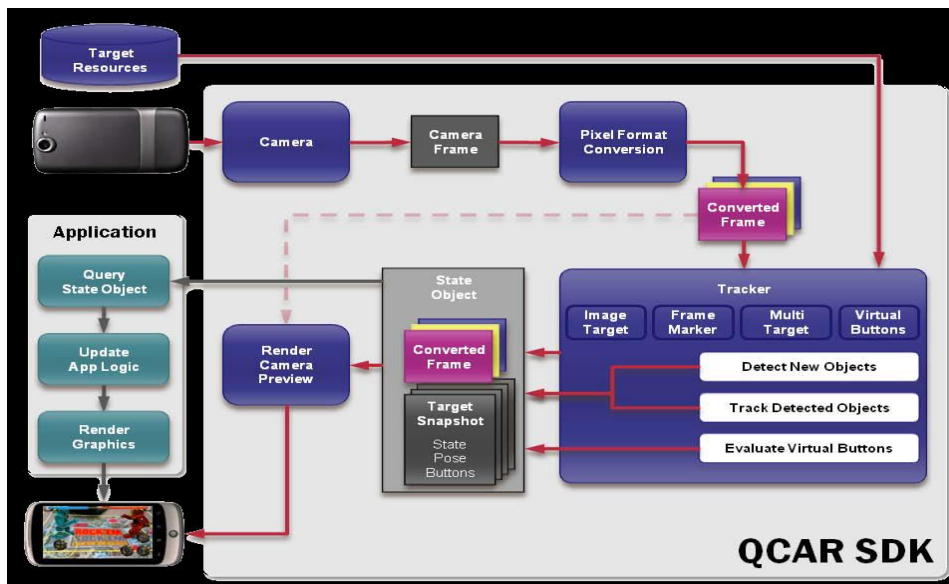 Target
Resources
Camera
Camera
Frame
Pixel Format
Conversion
Converted
Frame
Application
Query
State Object
Update
App Logic
Render
Graphics
Render
Camera
Preview
State
Object
Converted
Frame
Target
Snapshot
State
Pose
Buttons
Tracker
Image
Target
Frame
Marker
Multi
Target
Virtual
Buttons
Detect New Objects
Track Detected Objects
Evaluate Virtual Buttons
QCAR SDK